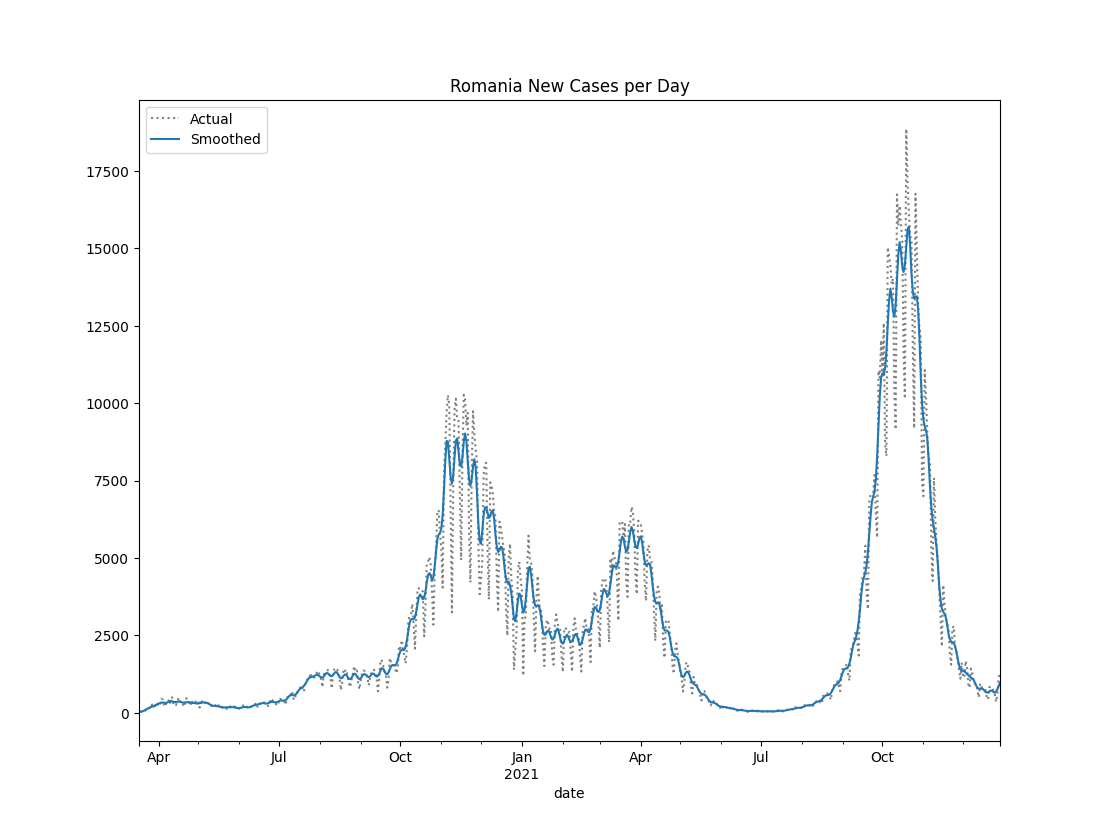 Romania New Cases per Day
Actual
Smoothed
17500
15000
12500
10000
7500
5000
2500
0
Apr Jul Oct Jan Apr Jul Oct
2021
date